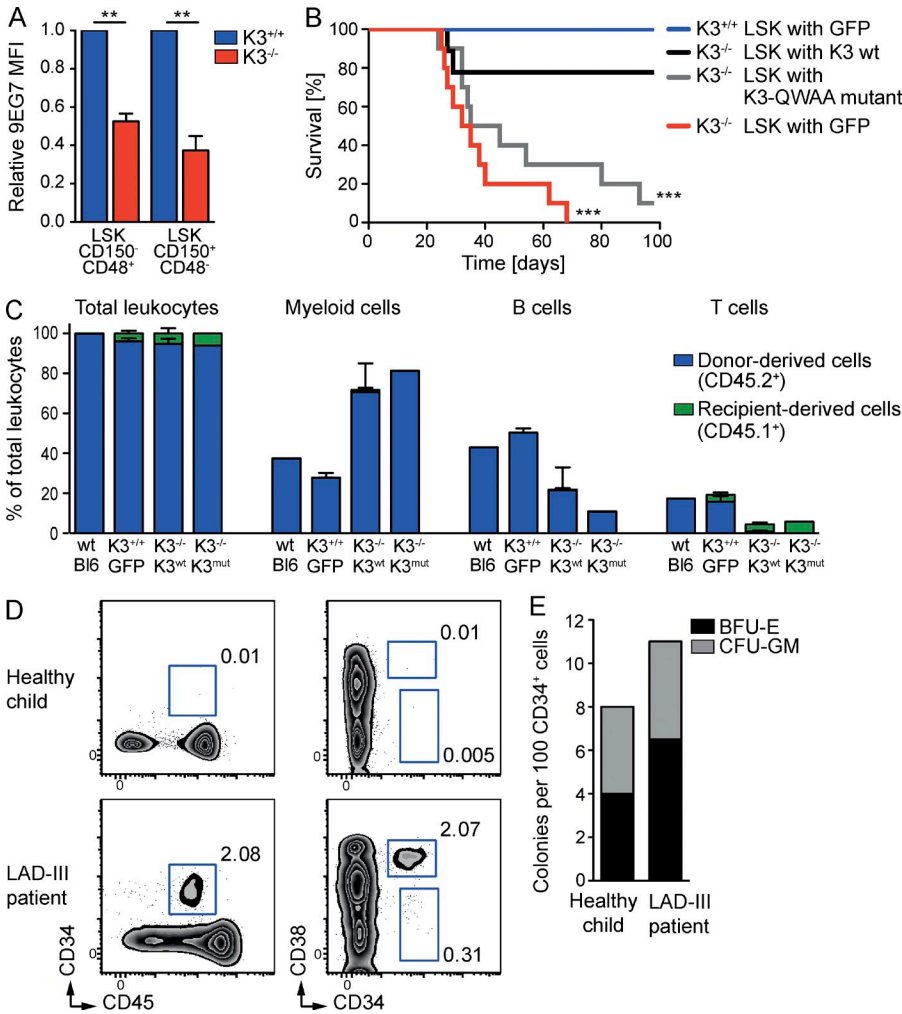 A
Relative 9EG7 MFI
1.0
0.8
0.6
0.4
0.2
0.0
**
**
K3+/+
K3-/-
LSK
CD150-
CD48+
LSK
CD150+
CD48-
B
Survival [%]
100
80
60
40
20
0
20
40
60
80
100
Time [days]
***
***
K3+/+ LSK with GFP
K3-/- LSK with K3 wt
K3-/- LSK with
K3-QWAA mutant
K3-/- LSK with GFP
C
% of total leukocytes
100
80
60
40
20
0
Total leukocytes
Myeloid cells
B cells
T cells
Donor-derived cells
(CD45.2+)
Recipient-derived cells
(CD45.1+)
wt K3+/+ K3-/- K3-/-
Bl6 GFP K3wt K3mut
wt K3+/+ K3-/- K3-/-
Bl6 GFP K3wt K3mut
wt K3+/+ K3-/- K3-/-
Bl6 GFP K3wt K3mut
wt K3+/+ K3-/- K3-/-
Bl6 GFP K3wt K3mut
D
Healthy
child
0.01
0
0
0.01
0.005
0
0
LAD-III
patient
2.08
0
0
2.07
0.31
0
0
CD34
CD45
CD38
CD34
E
Colonies per 100 CD34+ cells
12
10
8
6
4
2
0
BFU-E
CFU-GM
Healthy
child
LAD-III
patient